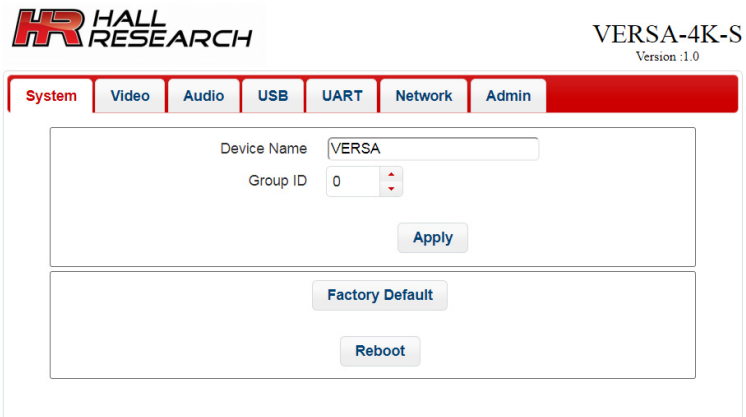 HR HALL
RESEARCH
VERSA-4K-S
Version :1.0
System Video Audio USB UART Network Admin
Device Name VERSA
Group ID 0
Apply
Factory Default
Reboot